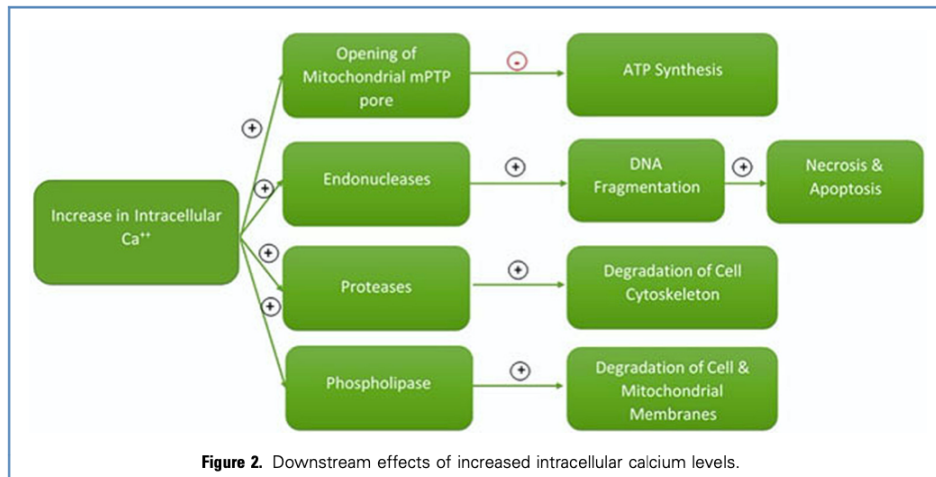 Opening of
Mitochondrial mPTP
pore
-
ATP Synthesis
+
Endonucleases
+
+
DNA
Fragmentation
+
Necrosis &
Apoptosis
Increase in Intracellular
Ca⁺⁺
+
Proteases
+
Degradation of Cell
Cytoskeleton
+
Phospholipase
+
Degradation of Cell &
Mitochondrial
Membranes
Figure 2. Downstream effects of increased intracellular calcium levels.